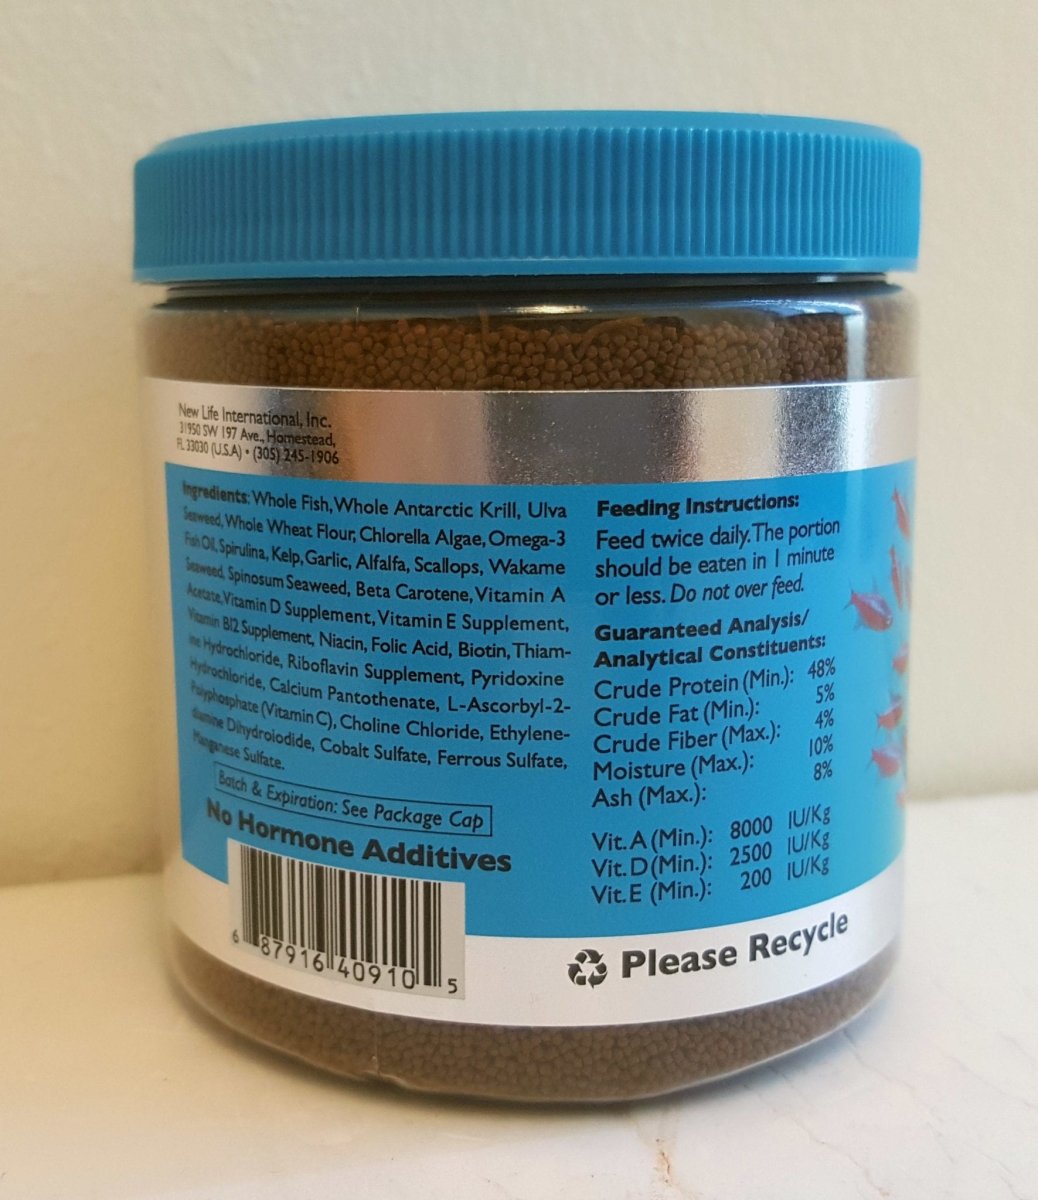 New Life International, Inc.
31950 SW 197 Ave., Homestead,
FL 33030 (U.S.A) • (305) 245-1906
Ingredients: Whole Fish, Whole Antarctic Krill, Ulva
Seaweed, Whole Wheat Flour, Chlorella Algae, Omega-3
Fish Oil, Spirulina, Kelp, Garlic, Alfalfa, Scallops, Wakame
Seaweed, Spinosum Seaweed, Beta Carotene, Vitamin A
Acetate, Vitamin D Supplement, Vitamin E Supplement,
Vitamin B12 Supplement, Niacin, Folic Acid, Biotin, Thiam-
ine Hydrochloride, Riboflavin Supplement, Pyridoxine
Hydrochloride, Calcium Pantothenate, L-Ascorbyl-2-
Polyphosphate (Vitamin C), Choline Chloride, Ethylene-
diamine Dihydroiodide, Cobalt Sulfate, Ferrous Sulfate,
Manganese Sulfate.
Batch & Expiration: See Package Cap
No Hormone Additives
6 87916 40910 5
Feeding Instructions:
Feed twice daily. The portion
should be eaten in 1 minute
or less. Do not over feed.
Guaranteed Analysis/
Analytical Constituents:
Crude Protein (Min.): 48%
Crude Fat (Min.): 5%
Crude Fiber (Max.): 4%
Moisture (Max.): 10%
Ash (Max.): 8%
Vit. A (Min.): 8000 IU/Kg
Vit. D (Min.): 2500 IU/Kg
Vit. E (Min.): 200 IU/Kg
Please Recycle